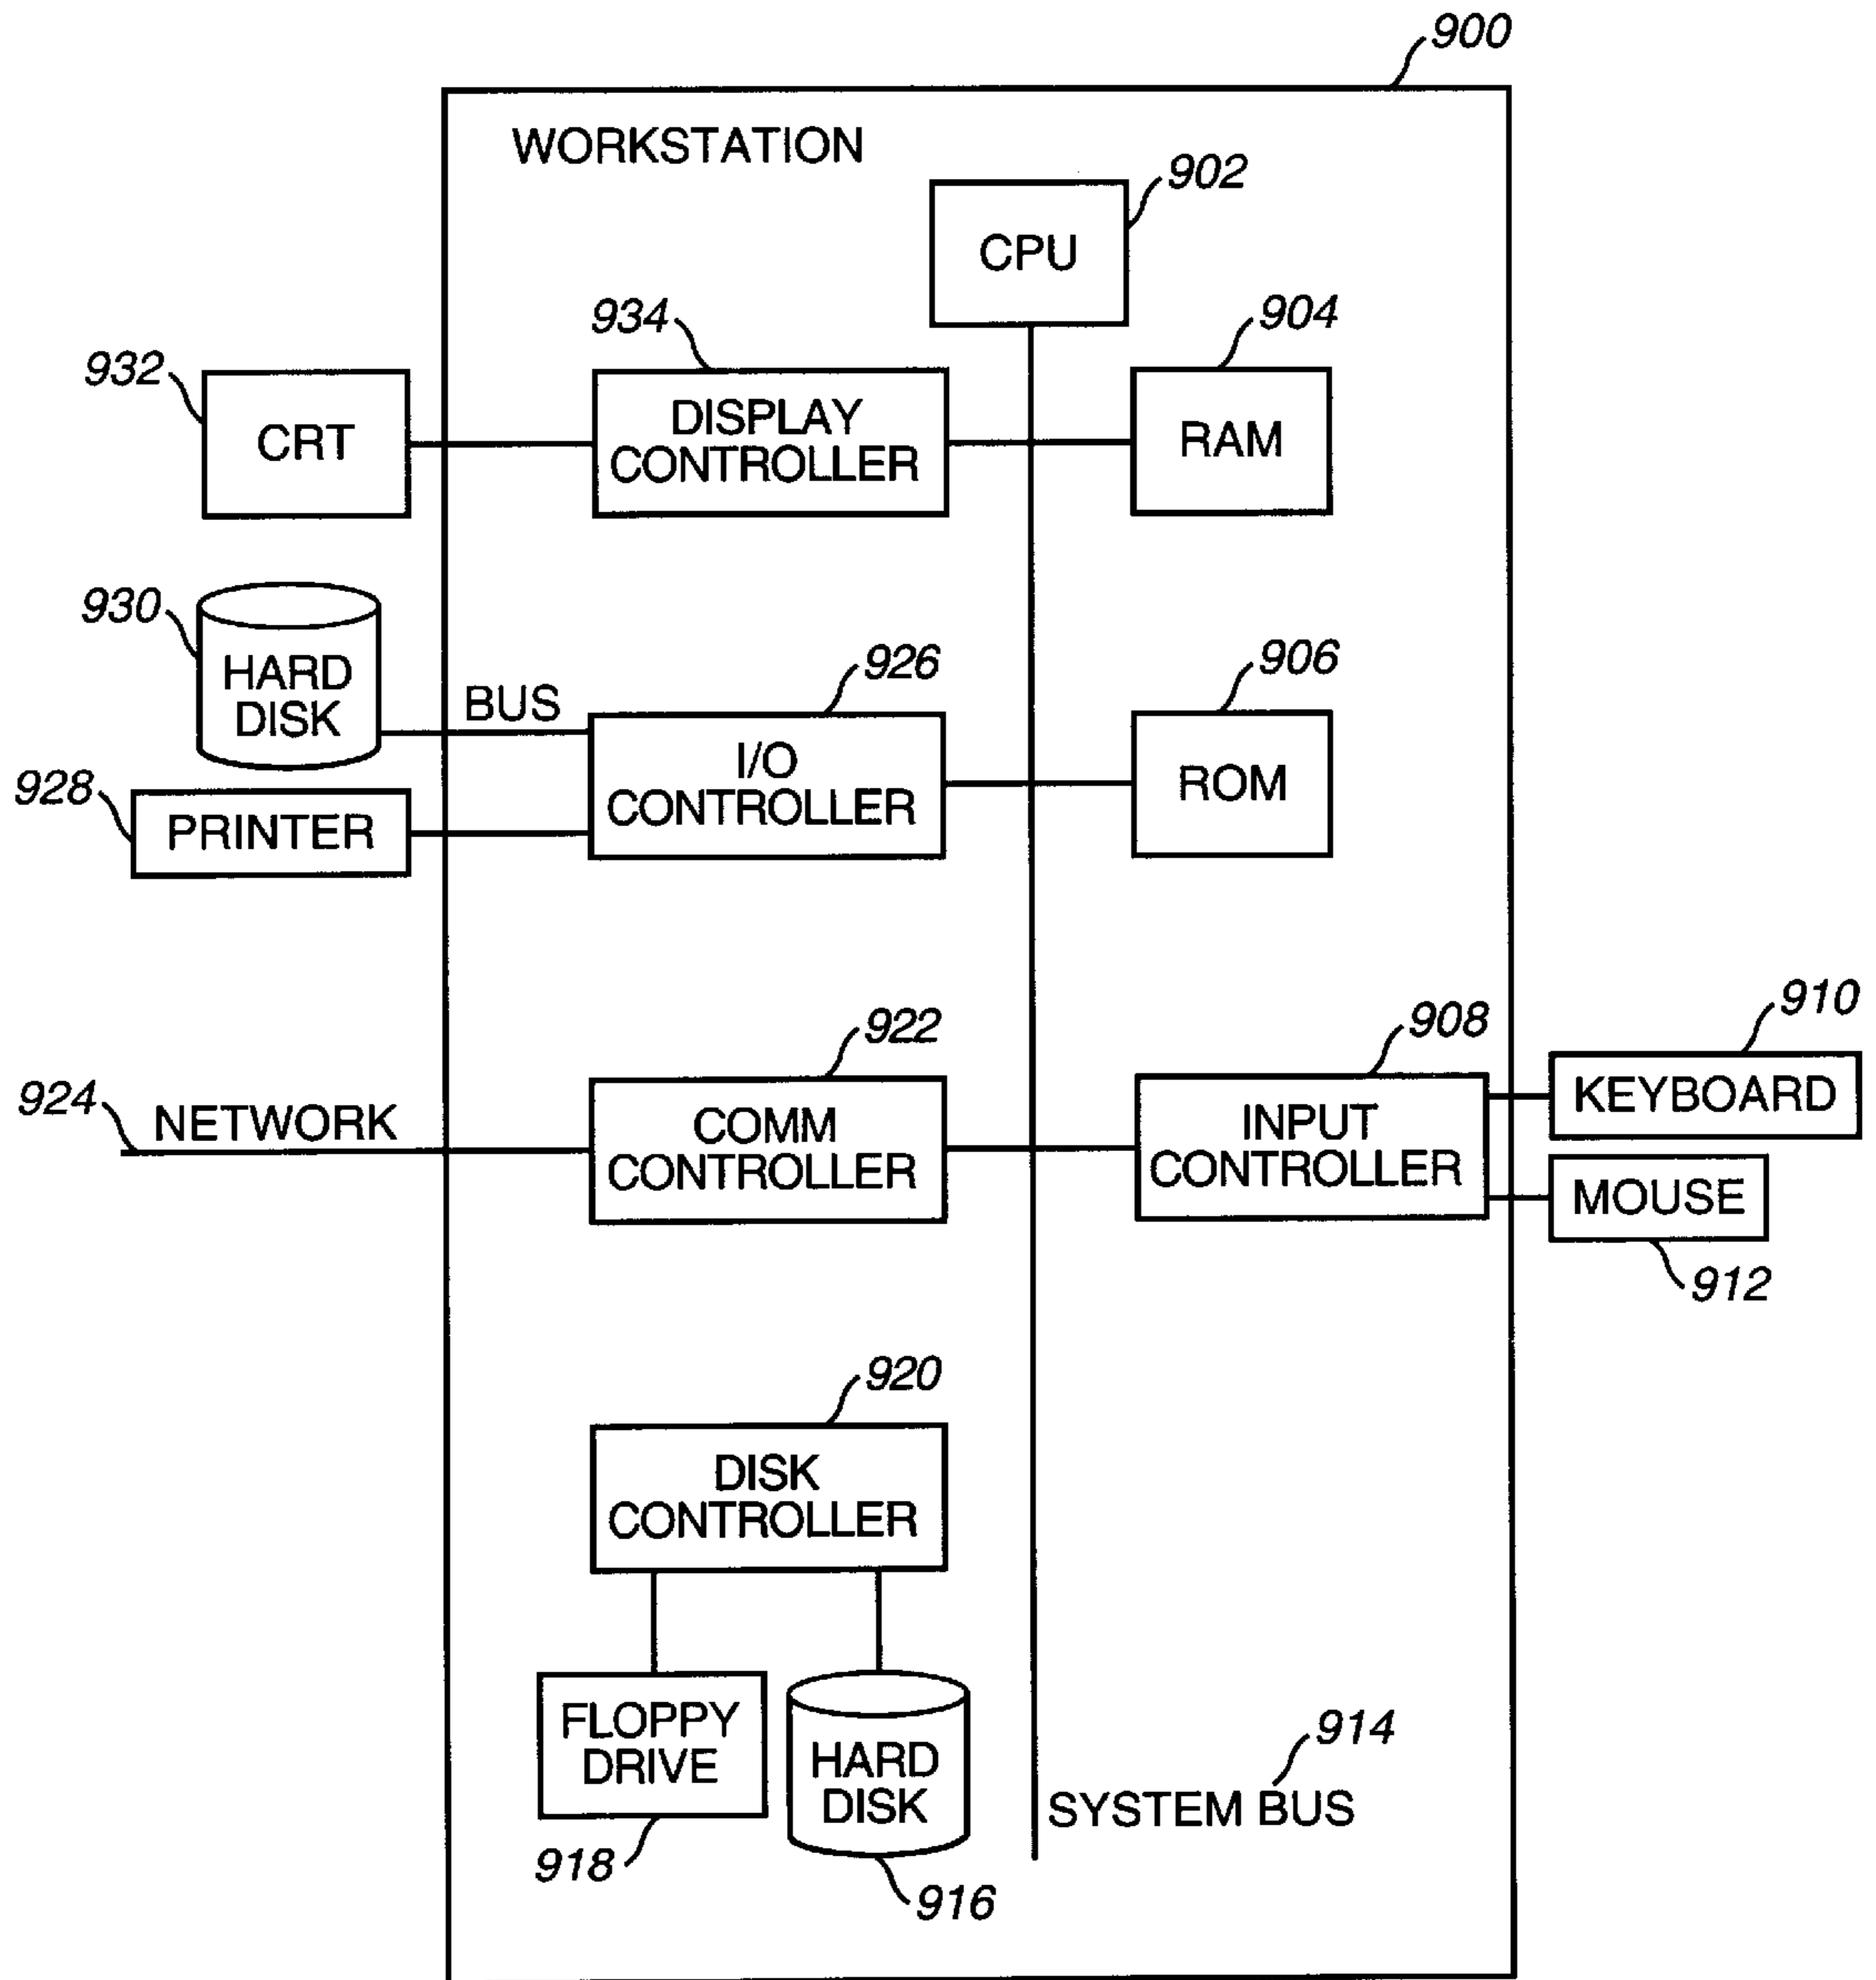 900
WORKSTATION
902
CPU
934
904
932
CRT
DISPLAY
CONTROLLER
RAM
930
HARD
DISK
BUS
926
906
I/O
CONTROLLER
ROM
928
PRINTER
922
908
910
924
NETWORK
COMM
CONTROLLER
INPUT
CONTROLLER
KEYBOARD
MOUSE
912
920
DISK
CONTROLLER
FLOPPY
DRIVE
918
HARD
DISK
916
914
SYSTEM BUS